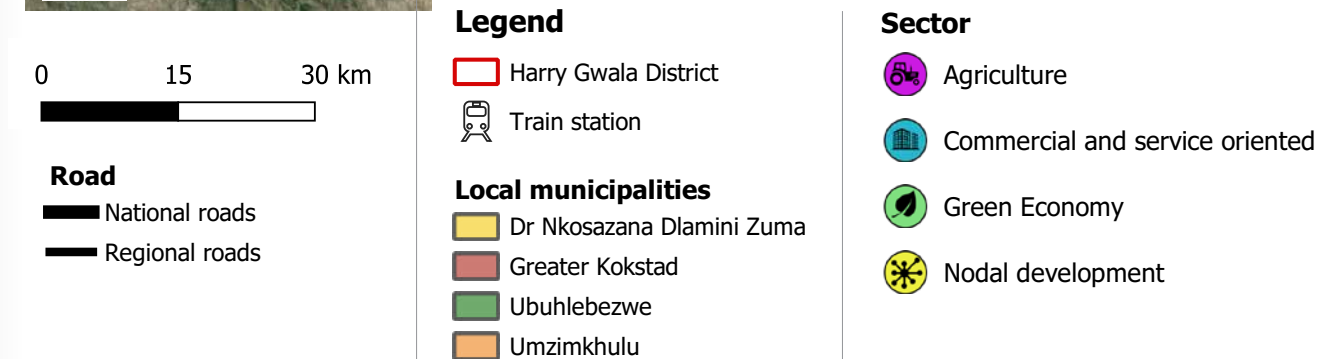 0 15 30 km
Road
National roads
Regional roads
Legend
Harry Gwala District
Train station
Local municipalities
Dr Nkosazana Dlamini Zuma
Greater Kokstad
Ubuhlebezwe
Umzimkhulu
Sector
Agriculture
Commercial and service oriented
Green Economy
Nodal development